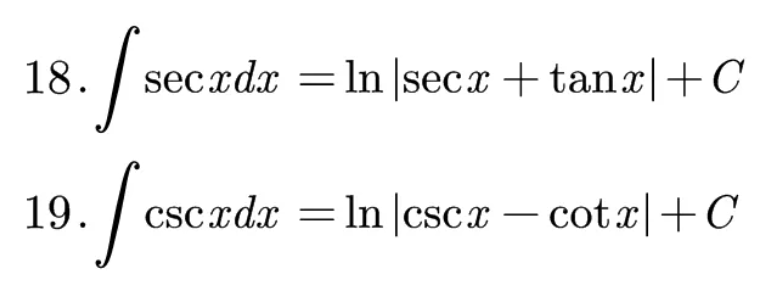 18. ∫ sec x dx = ln |sec x + tan x| + C
19. ∫ csc x dx = ln |csc x − cot x| + C